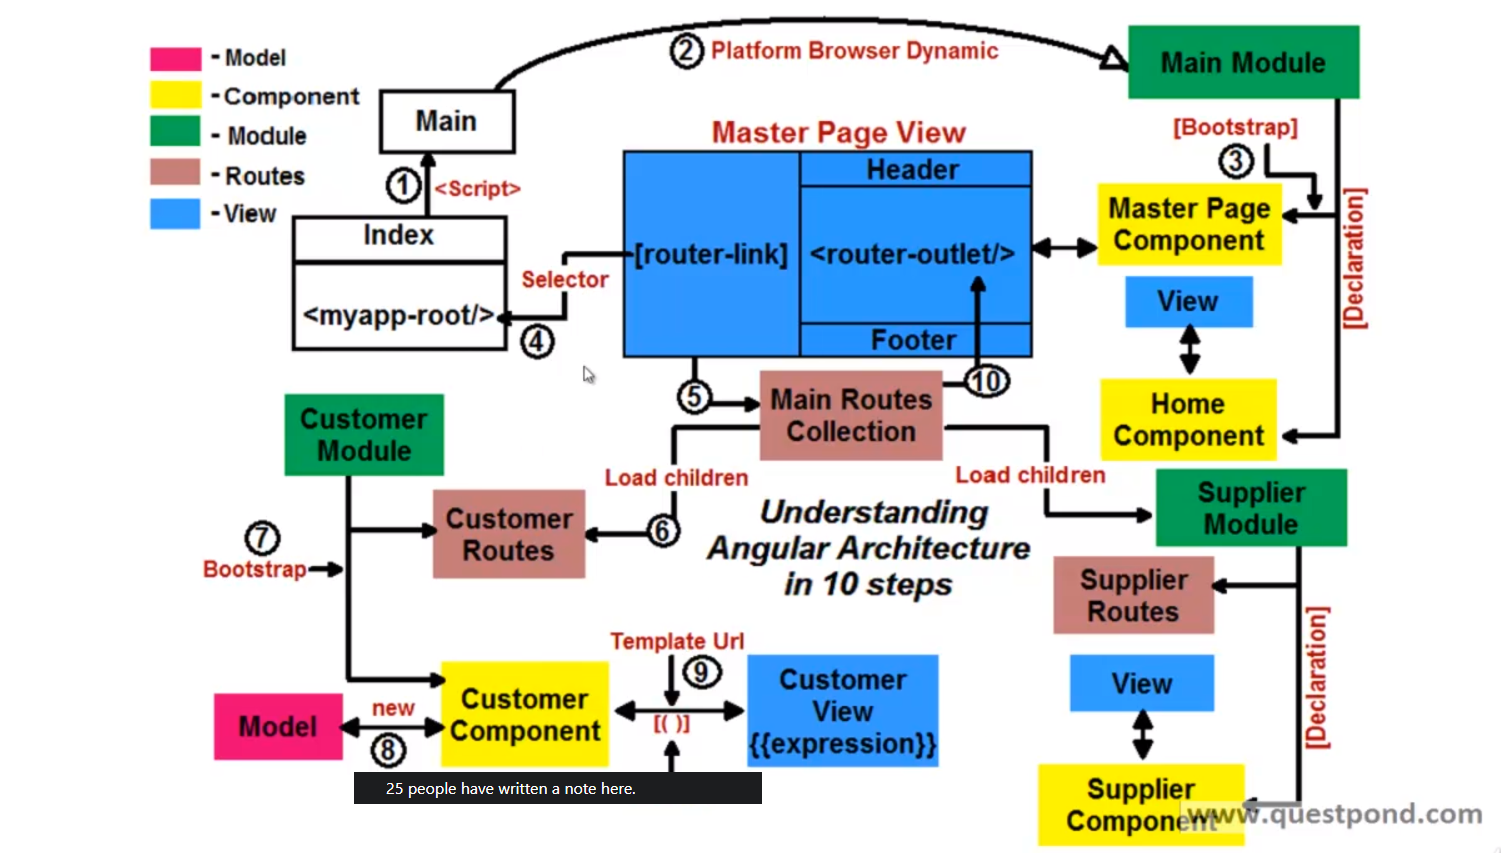 - Model
- Component
- Module
- Routes
- View
Main
2 Platform Browser Dynamic
Main Module
[Bootstrap]
3
1 <Script>
Index
<myapp-root/>
Selector
4
Master Page View
[router-link]
Header
<router-outlet/>
Footer
Master Page
Component
[Declaration]
View
Home
Component
5
Main Routes
Collection
10
Customer
Module
Load children
Load children
Customer
Routes
6
7
Bootstrap
Understanding
Angular Architecture
in 10 steps
Supplier
Module
Supplier
Routes
[Declaration]
View
Supplier
Component
Template Url
9
[( )]
Model
new
8
Customer
Component
Customer
View
{{expression}}
25 people have written a note here.
www.questpond.com